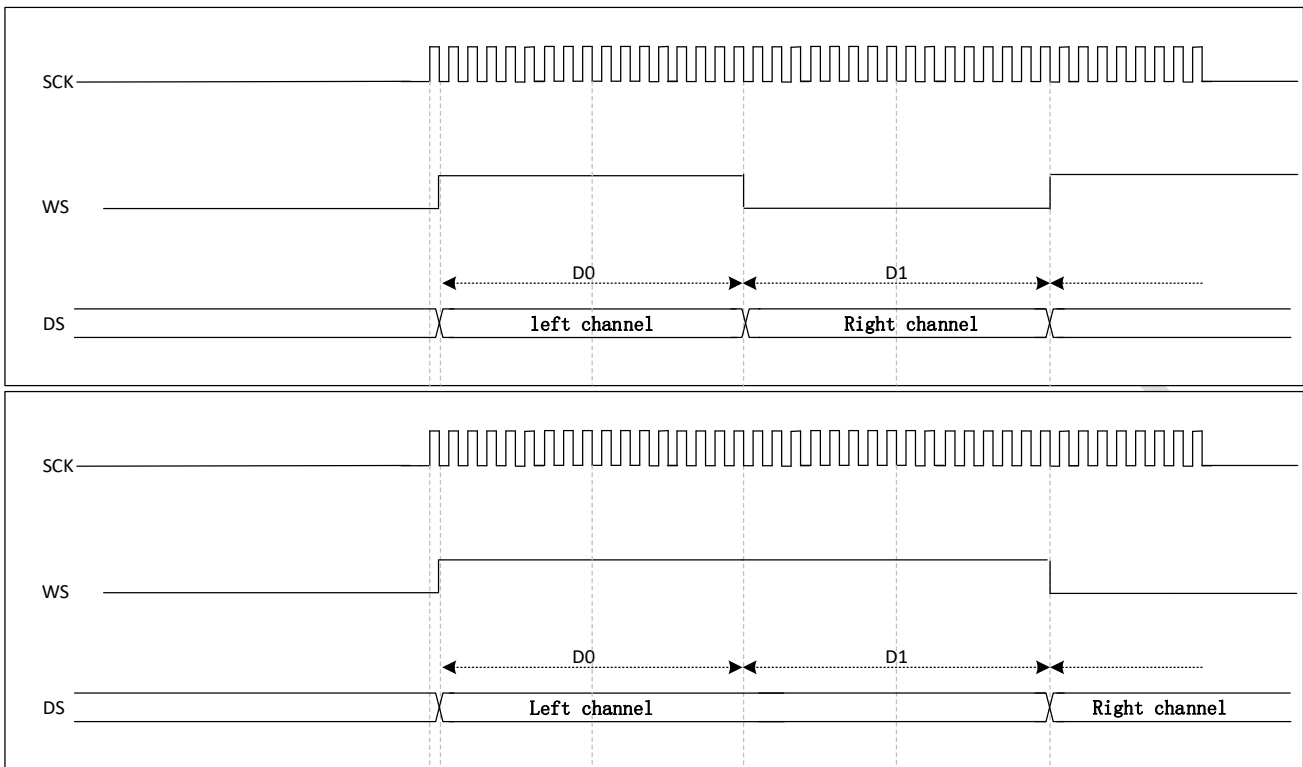 SCK
WS
D0 D1
DS left channel Right channel
SCK
WS
D0 D1
DS Left channel Right channel